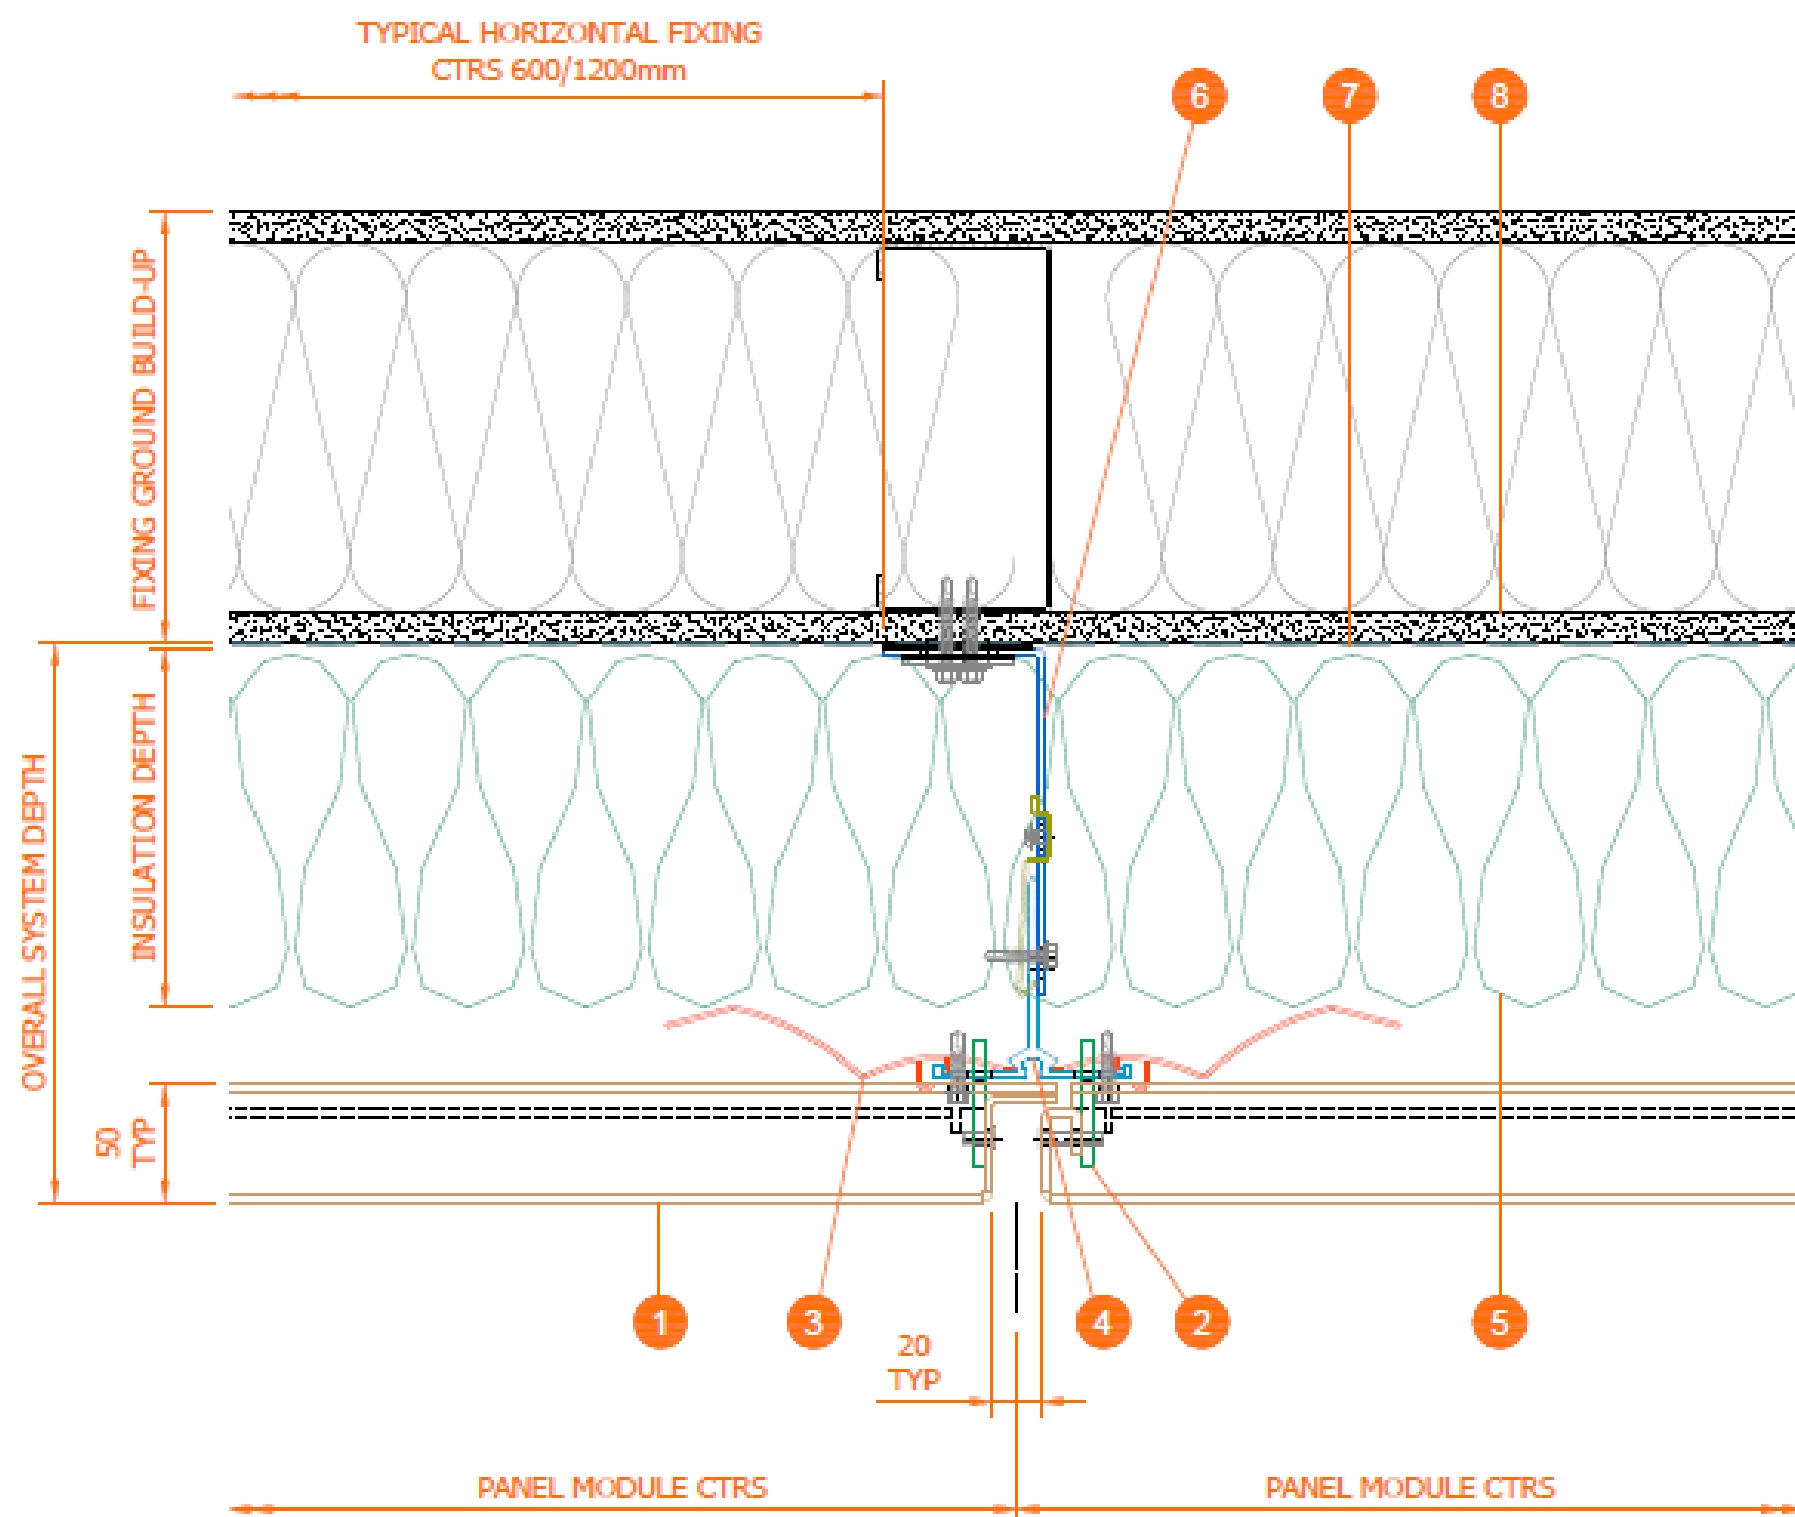 TYPICAL HORIZONTAL FIXING
CTRS 600/1200mm
6
7
8
FIXING GROUND BUILD-UP
INSULATION DEPTH
OVERALL SYSTEM DEPTH
50
TYP
1
3
4
2
5
20
TYP
PANEL MODULE CTRS
PANEL MODULE CTRS